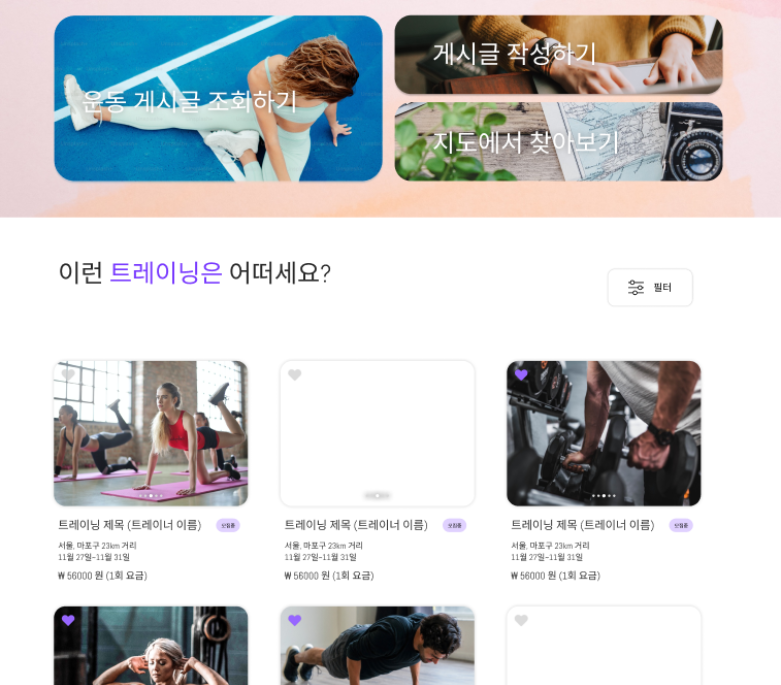 운동 게시글 조회하기
게시글 작성하기
지도에서 찾아보기
이런 트레이닝은 어떠세요?
필터
트레이닝 제목 (트레이너 이름)
서울, 마포구 23km 거리
11월 27일~11월 31일
₩ 56000 원 (1회 요금)
트레이닝 제목 (트레이너 이름)
서울, 마포구 23km 거리
11월 27일~11월 31일
₩ 56000 원 (1회 요금)
트레이닝 제목 (트레이너 이름)
서울, 마포구 23km 거리
11월 27일~11월 31일
₩ 56000 원 (1회 요금)